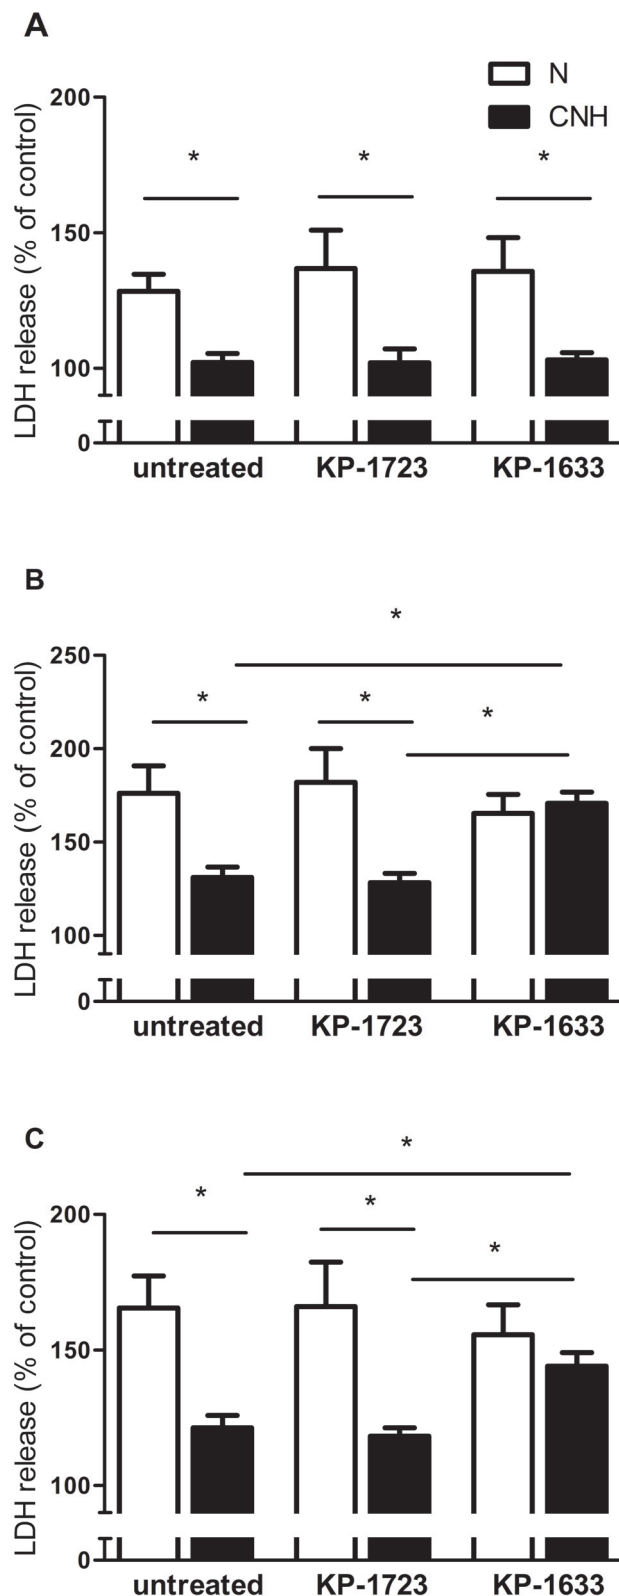 A
N
CNH
LDH release (% of control)
200
150
100
0
* * *
untreated KP-1723 KP-1633
B
LDH release (% of control)
250
200
150
100
0
*
* * *
untreated KP-1723 KP-1633
C
LDH release (% of control)
200
150
100
0
*
* * *
untreated KP-1723 KP-1633